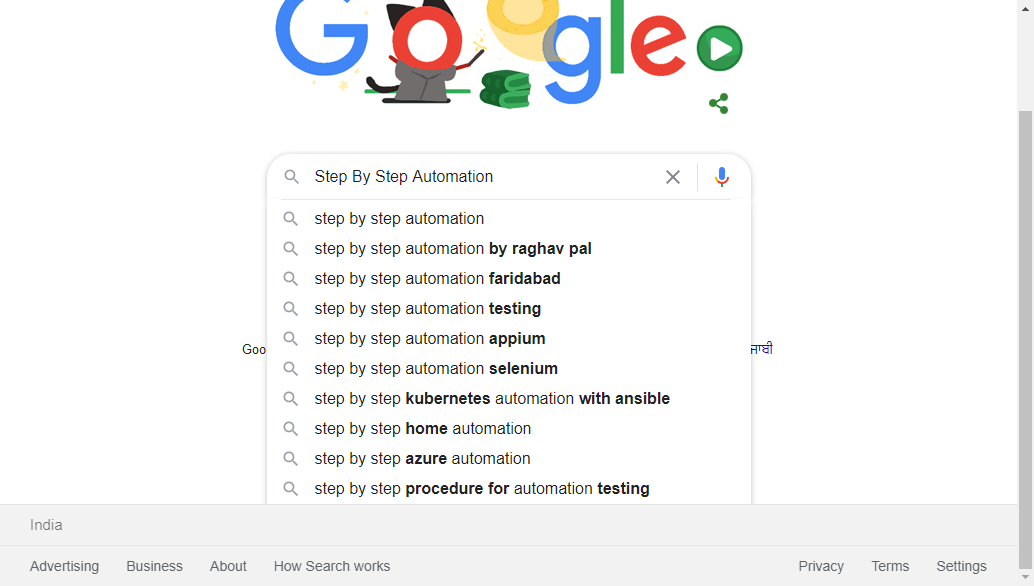 Google
Step By Step Automation
step by step automation
step by step automation by raghav pal
step by step automation faridabad
step by step automation testing
step by step automation appium
step by step automation selenium
step by step kubernetes automation with ansible
step by step home automation
step by step azure automation
step by step procedure for automation testing
India
Advertising Business About How Search works Privacy Terms Settings